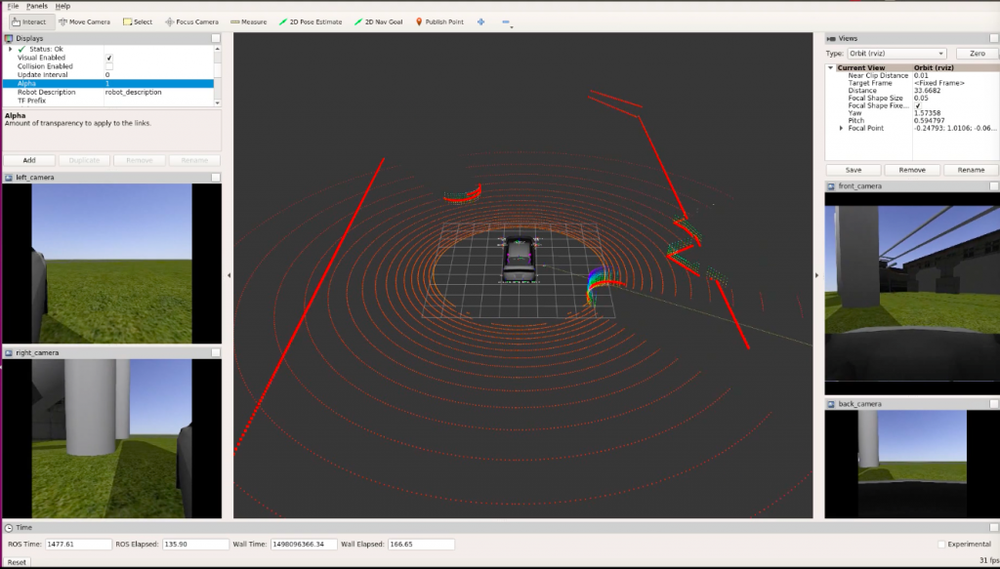 File Panels Help
Interact Move Camera Select Focus Camera Measure 2D Pose Estimate 2D Nav Goal Publish Point
Displays
Status: Ok
Visual Enabled
Collision Enabled
Update Interval 0
Alpha 1
Robot Description robot_description
TF Prefix
Alpha
Amount of transparency to apply to the links.
Add Duplicate Remove Rename
left_camera
right_camera
Views
Type: Orbit (rviz) Zero
Current View Orbit (rviz)
Near Clip Distance 0.01
Target Frame <Fixed Frame>
Distance 33.6682
Focal Shape Size 0.05
Focal Shape Fixe...
Yaw 1.57358
Pitch 0.594797
Focal Point -0.24793; 1.0106; -0.06...
Save Remove Rename
front_camera
back_camera
Time
ROS Time: 1477.61 ROS Elapsed: 135.90 Wall Time: 1498096366.34 Wall Elapsed: 166.65 Experimental
Reset 31 fps